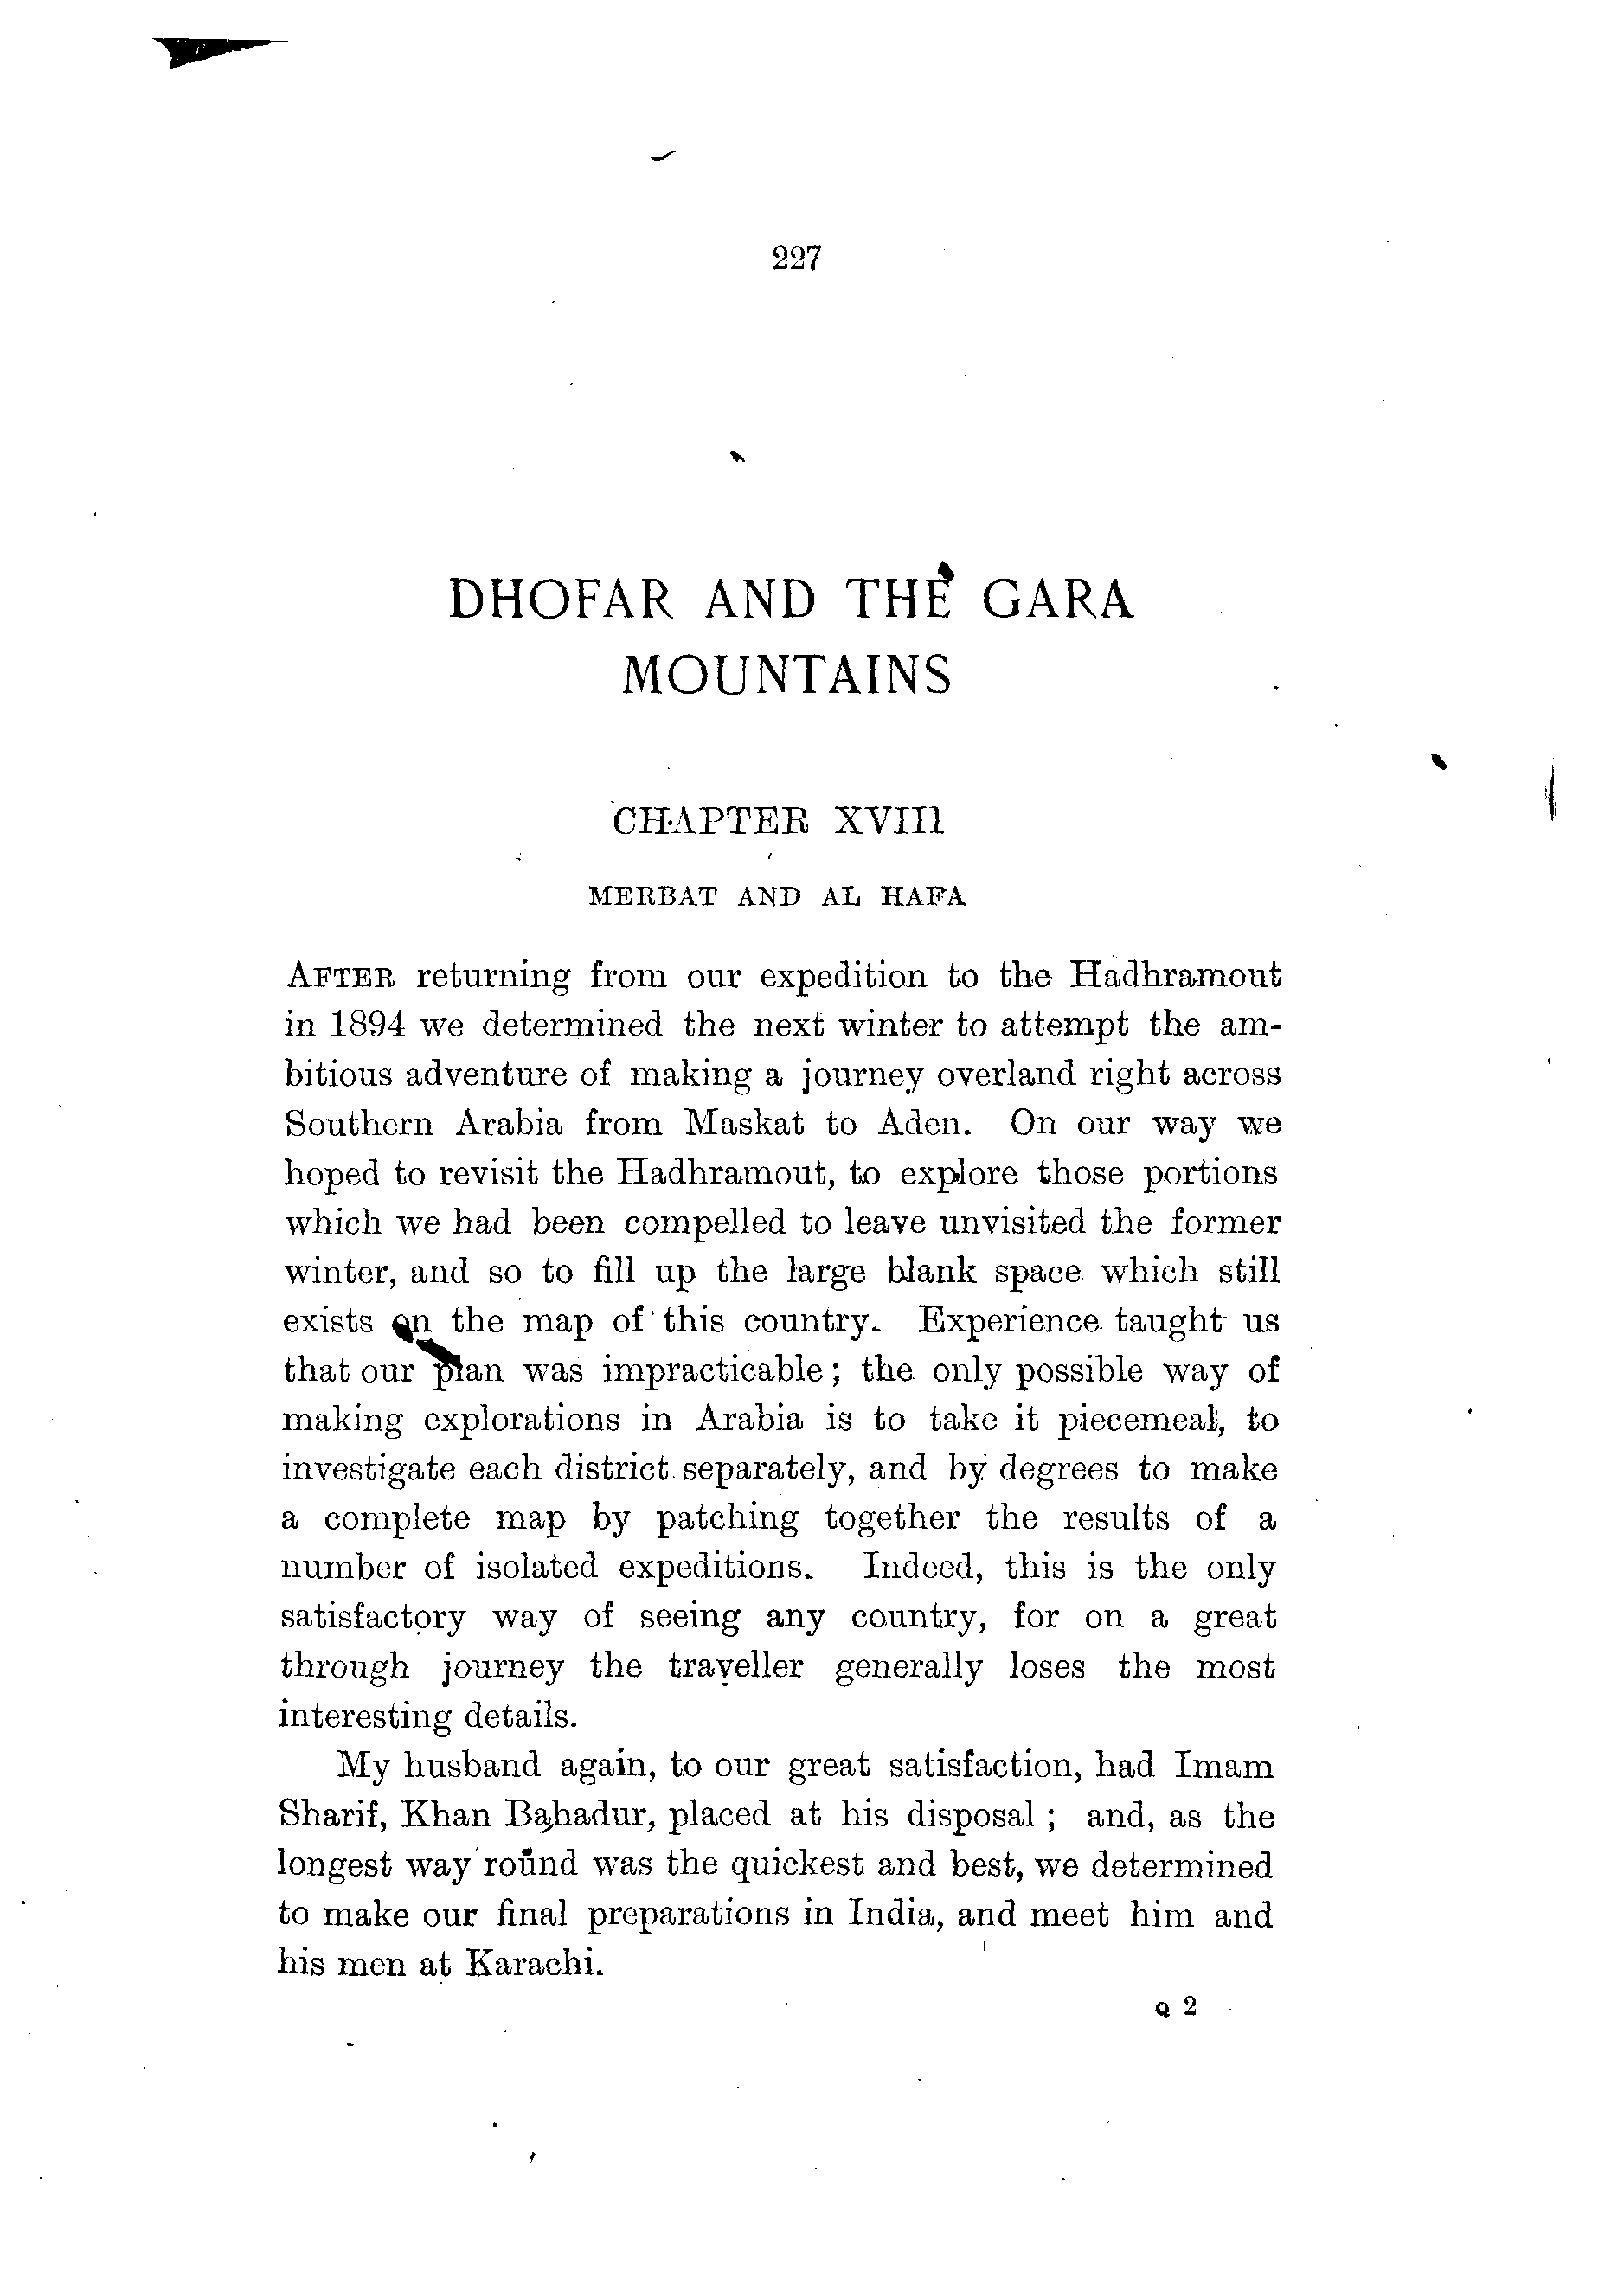 227
DHOFAR AND THE GARA
MOUNTAINS
CHAPTER XVIII
MERBAT AND AL HAFA
AFTER returning from our expedition to the Hadhramout
in 1894 we determined the next winter to attempt the am-
bitious adventure of making a journey overland right across
Southern Arabia from Maskat to Aden. On our way we
hoped to revisit the Hadhramout, to explore those portions
which we had been compelled to leave unvisited the former
winter, and so to fill up the large blank space which still
exists on the map of this country. Experience taught us
that our plan was impracticable; the only possible way of
making explorations in Arabia is to take it piecemeal, to
investigate each district separately, and by degrees to make
a complete map by patching together the results of a
number of isolated expeditions. Indeed, this is the only
satisfactory way of seeing any country, for on a great
through journey the traveller generally loses the most
interesting details.
My husband again, to our great satisfaction, had Imam
Sharif, Khan Bahadur, placed at his disposal; and, as the
longest way round was the quickest and best, we determined
to make our final preparations in India, and meet him and
his men at Karachi.
Q 2